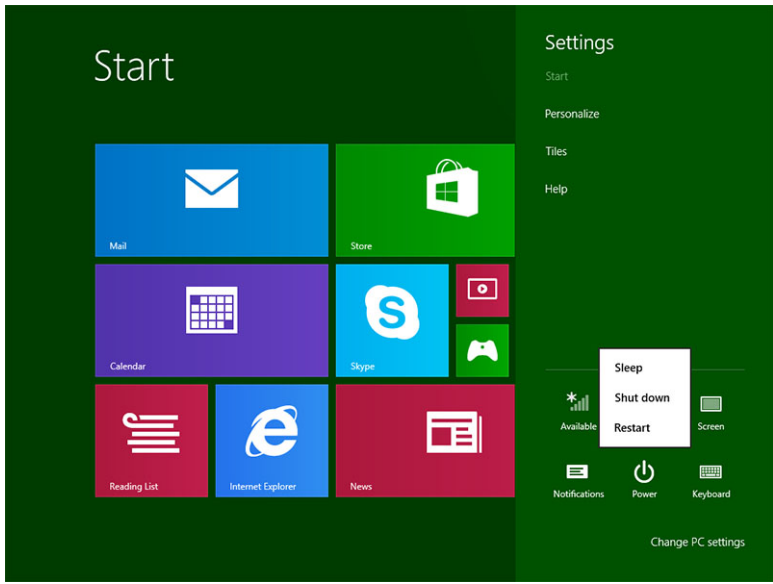 Start
Mail
Store
Calendar
Skype
Reading List
Internet Explorer
News
Settings
Start
Personalize
Tiles
Help
Sleep
Shut down
Restart
Available
Screen
Notifications
Power
Keyboard
Change PC settings